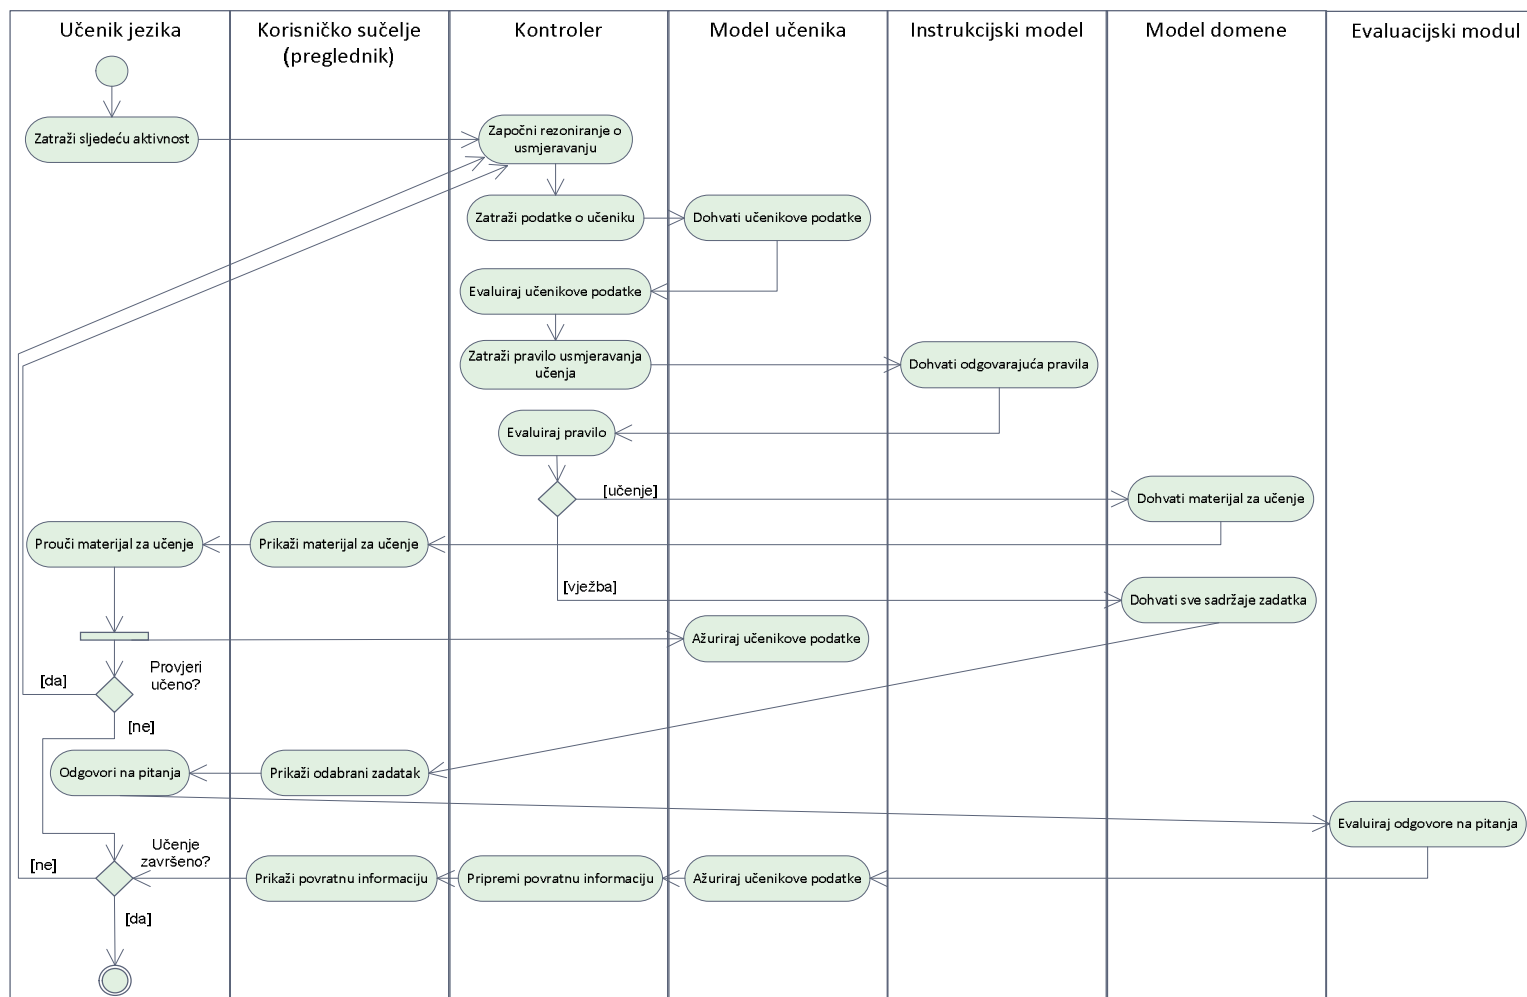 Učenik jezika
Korisničko sučelje
(preglednik)
Kontroler
Model učenika
Instrukcijski model
Model domene
Evaluacijski modul
Zatraži sljedeću aktivnost
Započni rezoniranje o
usmjeravanju
Zatraži podatke o učeniku
Dohvati učenikove podatke
Evaluiraj učenikove podatke
Zatraži pravilo usmjeravanja
učenja
Dohvati odgovarajuća pravila
Evaluiraj pravilo
[učenje]
Dohvati materijal za učenje
Prouči materijal za učenje
Prikaži materijal za učenje
[vježba]
Dohvati sve sadržaje zadatka
Ažuriraj učenikove podatke
Provjeri
učeno?
[da]
[ne]
Odgovori na pitanja
Prikaži odabrani zadatak
Evaluiraj odgovore na pitanja
Učenje
završeno?
[ne]
Prikaži povratnu informaciju
Pripremi povratnu informaciju
Ažuriraj učenikove podatke
[da]